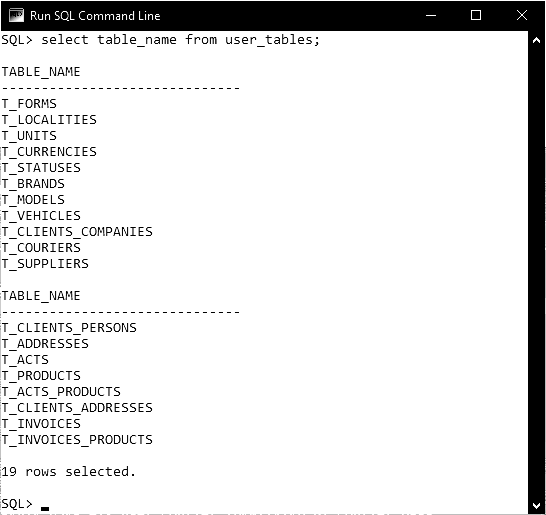 Run SQL Command Line
SQL> select table_name from user_tables;
TABLE_NAME
------------------------------
T_FORMS
T_LOCALITIES
T_UNITS
T_CURRENCIES
T_STATUSES
T_BRANDS
T_MODELS
T_VEHICLES
T_CLIENTS_COMPANIES
T_COURIERS
T_SUPPLIERS
TABLE_NAME
------------------------------
T_CLIENTS_PERSONS
T_ADDRESSES
T_ACTS
T_PRODUCTS
T_ACTS_PRODUCTS
T_CLIENTS_ADDRESSES
T_INVOICES
T_INVOICES_PRODUCTS
19 rows selected.
SQL>